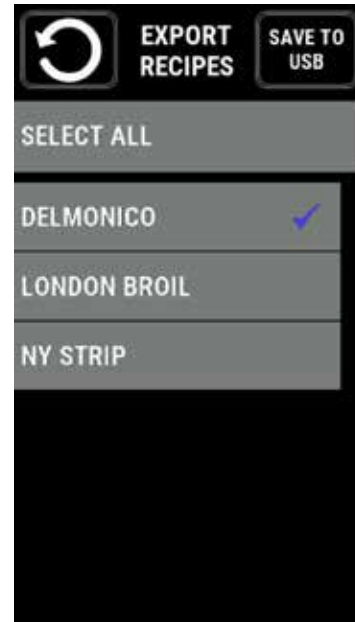 EXPORT
RECIPES
SAVE TO
USB
SELECT ALL
DELMONICO
LONDON BROIL
NY STRIP